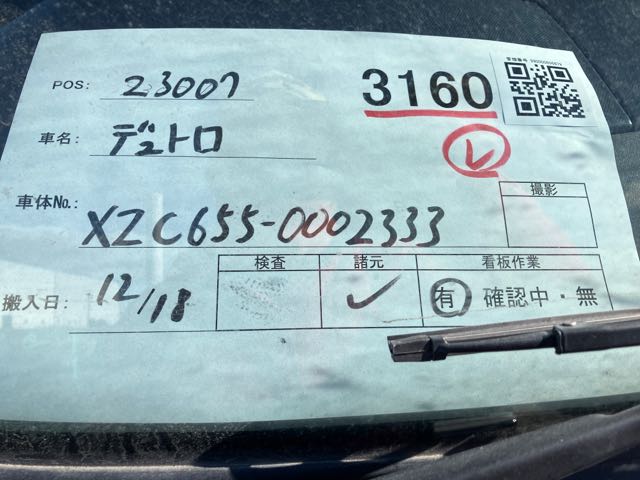 POS: 23007
3160
車名: デュトロ
レ
撮影
車体No.: XZC655-0002333
検査 諸元 看板作業
搬入日: 12/18 ✓ 有 確認中・無